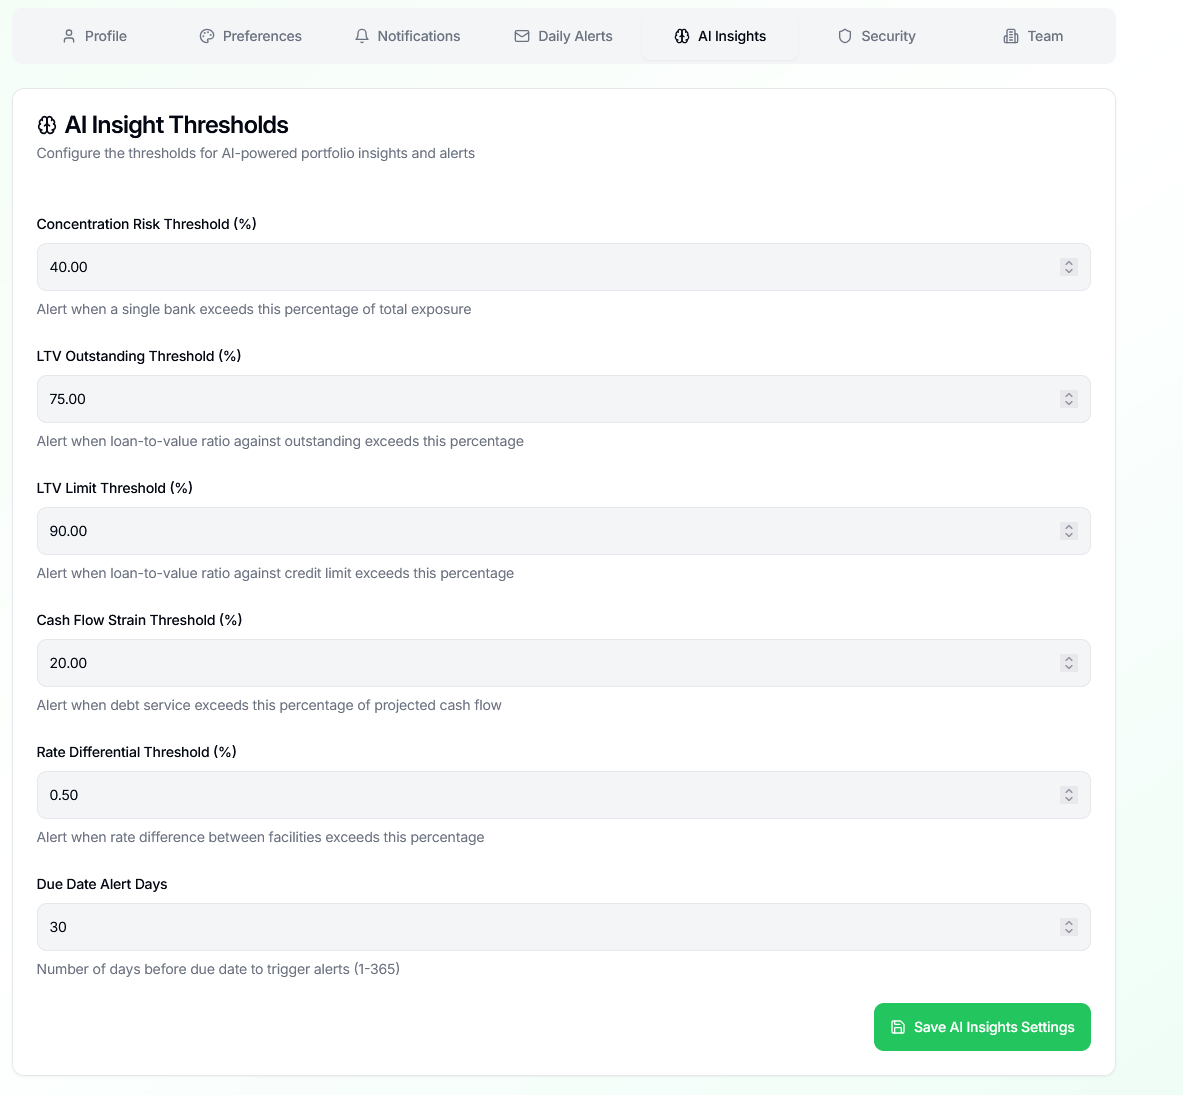 Profile
Preferences
Notifications
Daily Alerts
AI Insights
Security
Team
AI Insight Thresholds
Configure the thresholds for AI-powered portfolio insights and alerts
Concentration Risk Threshold (%)
40.00
Alert when a single bank exceeds this percentage of total exposure
LTV Outstanding Threshold (%)
75.00
Alert when loan-to-value ratio against outstanding exceeds this percentage
LTV Limit Threshold (%)
90.00
Alert when loan-to-value ratio against credit limit exceeds this percentage
Cash Flow Strain Threshold (%)
20.00
Alert when debt service exceeds this percentage of projected cash flow
Rate Differential Threshold (%)
0.50
Alert when rate difference between facilities exceeds this percentage
Due Date Alert Days
30
Number of days before due date to trigger alerts (1-365)
Save AI Insights Settings